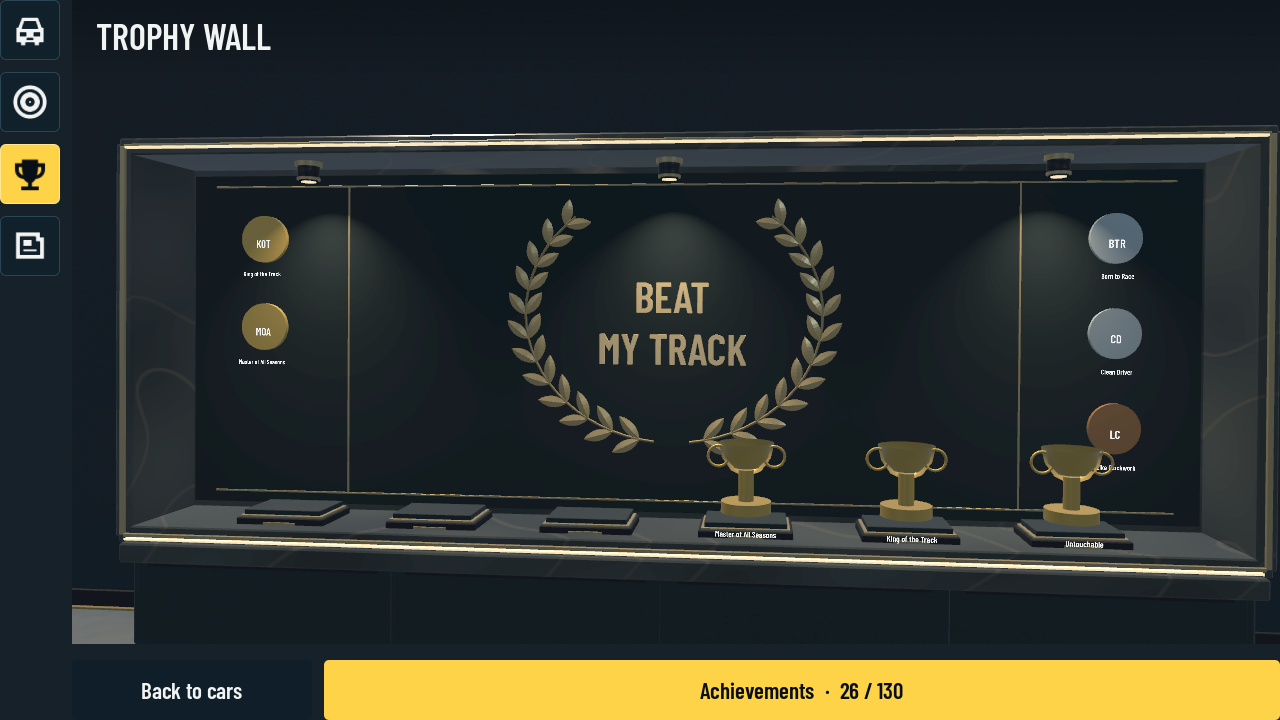 TROPHY WALL
KOT
King of the Track
MOA
Master of All Seasons
BEAT
MY TRACK
BTR
Born to Race
CD
Clean Driver
LC
Master of All Seasons
King of the Track
Untouchable
Back to cars
Achievements · 26 / 130